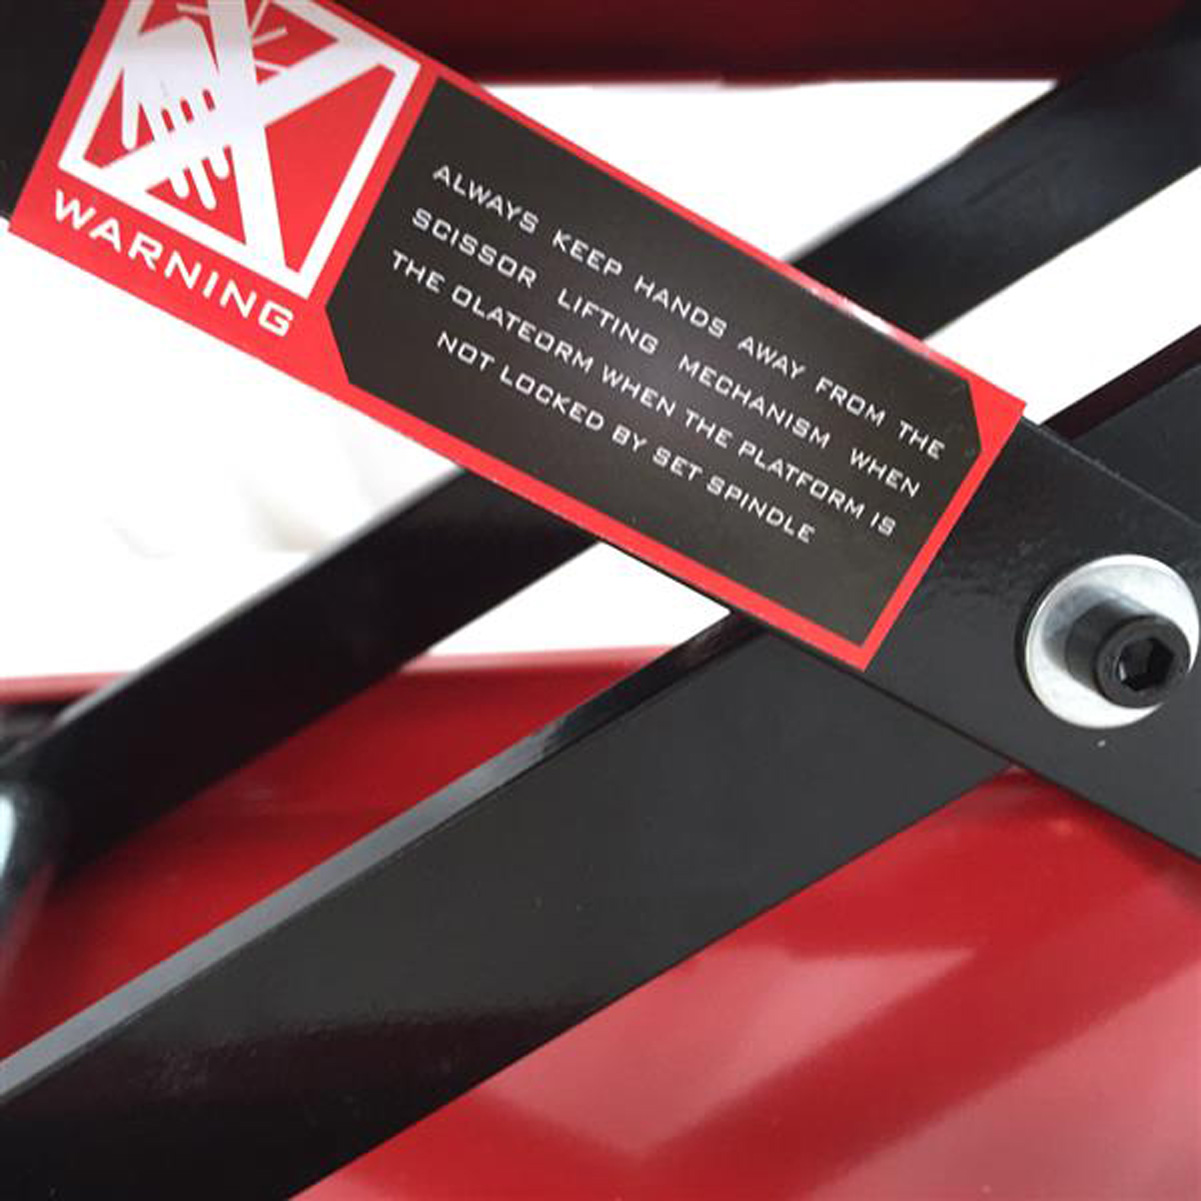 WARNING
ALWAYS KEEP HANDS AWAY FROM THE
SCISSOR LIFTING MECHANISM WHEN
THE OLATEORM WHEN THE PLATFORM IS
NOT LOCKED BY SET SPINDLE